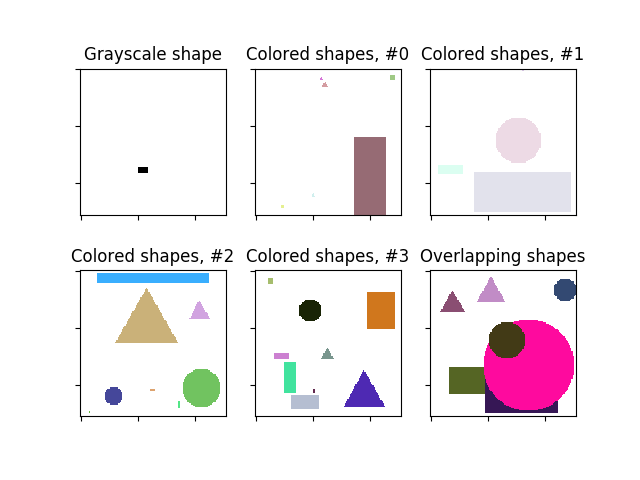 Grayscale shape
Colored shapes, #0
Colored shapes, #1
Colored shapes, #2
Colored shapes, #3
Overlapping shapes